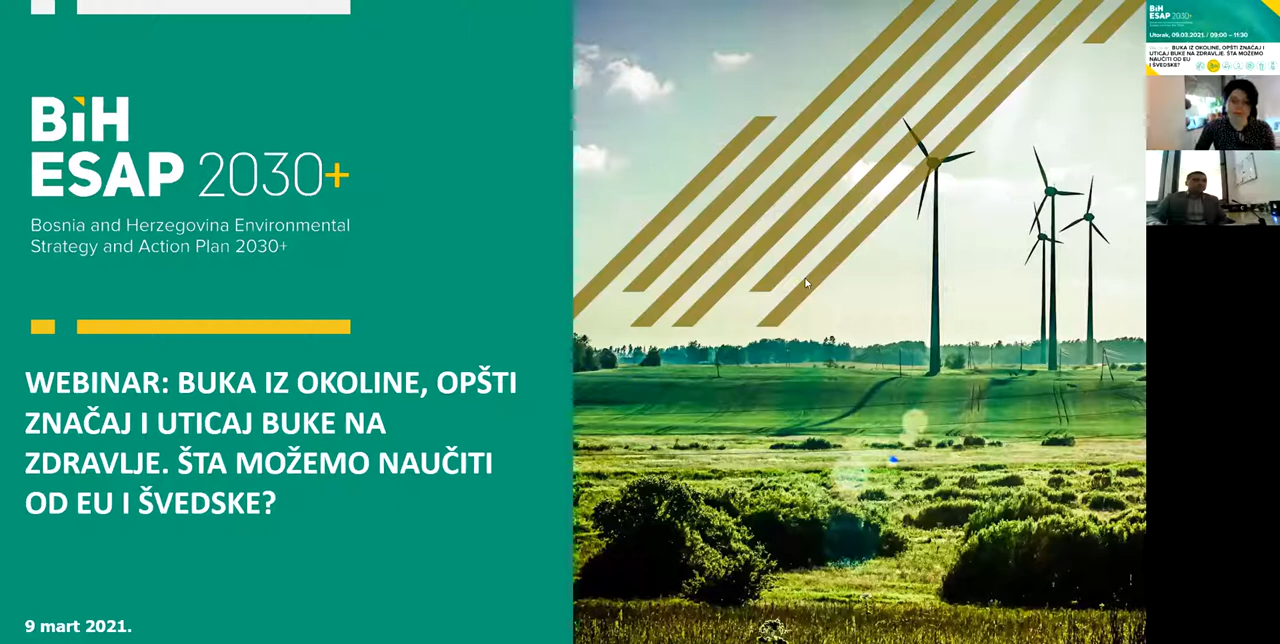 BiH
ESAP 2030+
Bosnia and Herzegovina Environmental
Strategy and Action Plan 2030+
WEBINAR: BUKA IZ OKOLINE, OPŠTI
ZNAČAJ I UTICAJ BUKE NA
ZDRAVLJE. ŠTA MOŽEMO NAUČITI
OD EU I ŠVEDSKE?
9 mart 2021.
BiH
ESAP 2030+
Utorak, 09.03.2021. / 09:00 – 11:30
BUKA IZ OKOLINE, OPŠTI ZNAČAJ I
UTICAJ BUKE NA ZDRAVLJE. ŠTA MOŽEMO
NAUČITI OD EU
I ŠVEDSKE?